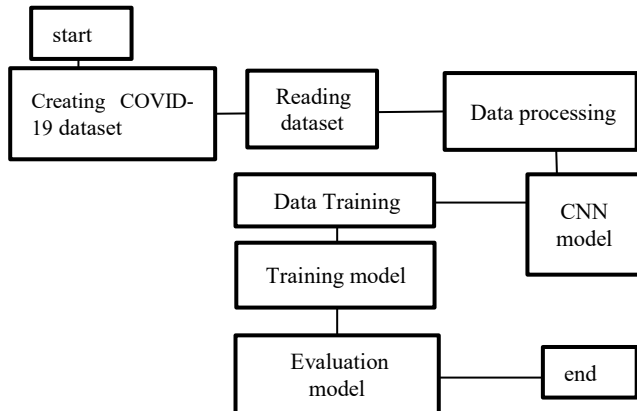 start
Creating COVID-
19 dataset
Reading
dataset
Data processing
CNN
model
Data Training
Training model
Evaluation
model
end